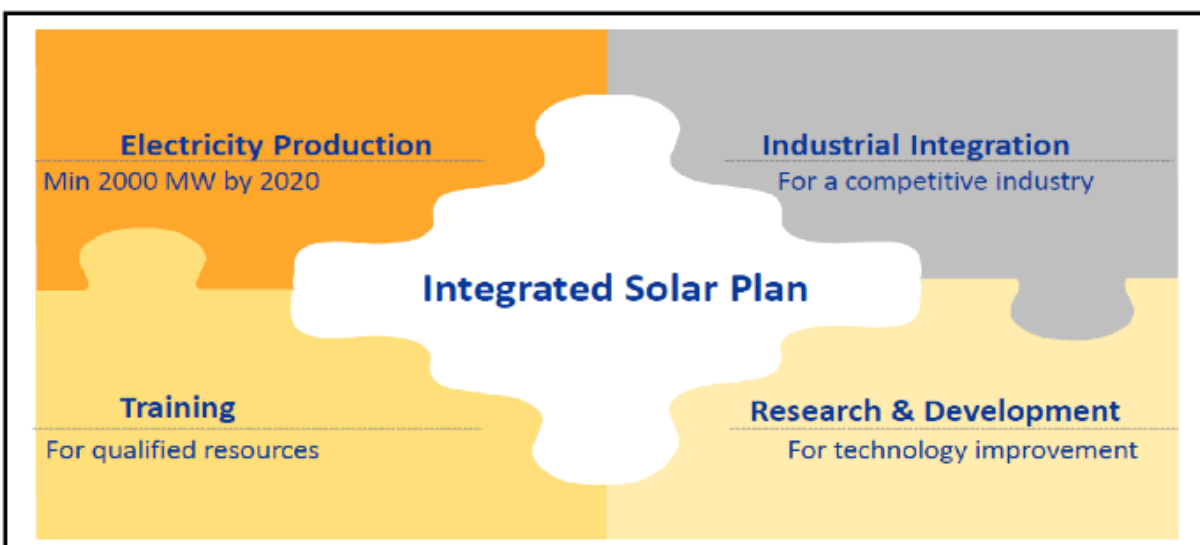 Electricity Production
Min 2000 MW by 2020
Industrial Integration
For a competitive industry
Integrated Solar Plan
Training
For qualified resources
Research & Development
For technology improvement